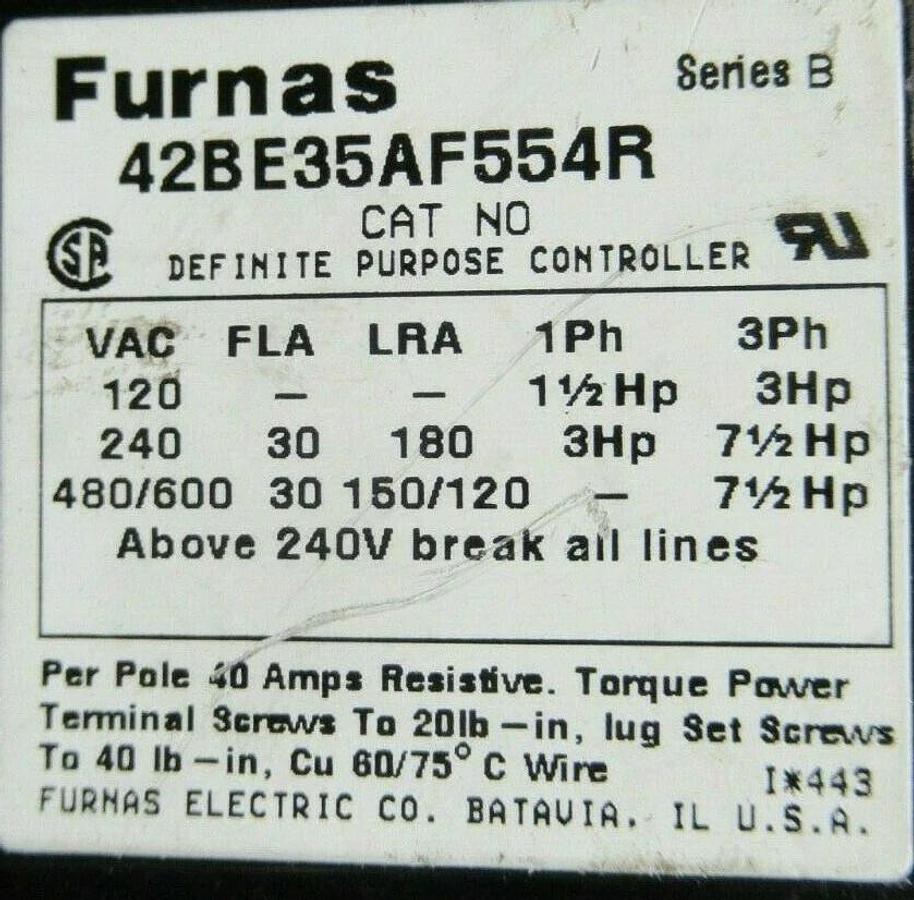 Furnas Series B
42BE35AF554R
CAT NO
DEFINITE PURPOSE CONTROLLER
VAC FLA LRA 1Ph 3Ph
120 — — 1½Hp 3Hp
240 30 180 3Hp 7½Hp
480/600 30 150/120 — 7½Hp
Above 240V break all lines
Per Pole 40 Amps Resistive. Torque Power
Terminal Screws To 20lb–in, lug Set Screws
To 40 lb–in, Cu 60/75° C Wire
I*443
FURNAS ELECTRIC CO. BATAVIA, IL U.S.A.